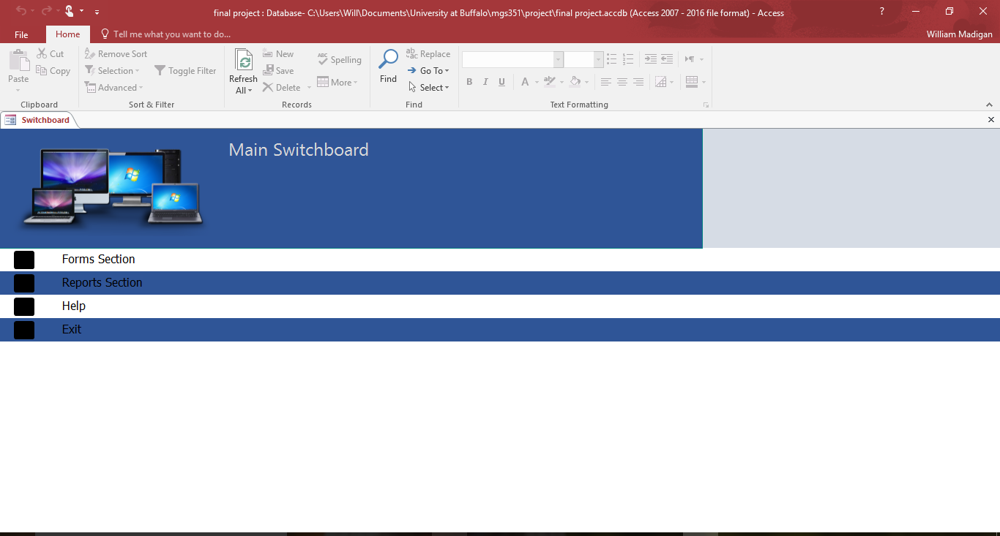 final project : Database- C:\Users\Will\Documents\University at Buffalo\mgs351\project\final project.accdb (Access 2007 - 2016 file format) - Access
?
File
Home
Tell me what you want to do...
William Madigan
Paste
Cut
Copy
Clipboard
Remove Sort
Selection
Toggle Filter
Advanced
Sort & Filter
Refresh
All
New
Save
Delete
Spelling
More
Records
Find
Replace
Go To
Select
Find
B I U A
Text Formatting
Switchboard
Main Switchboard
Forms Section
Reports Section
Help
Exit